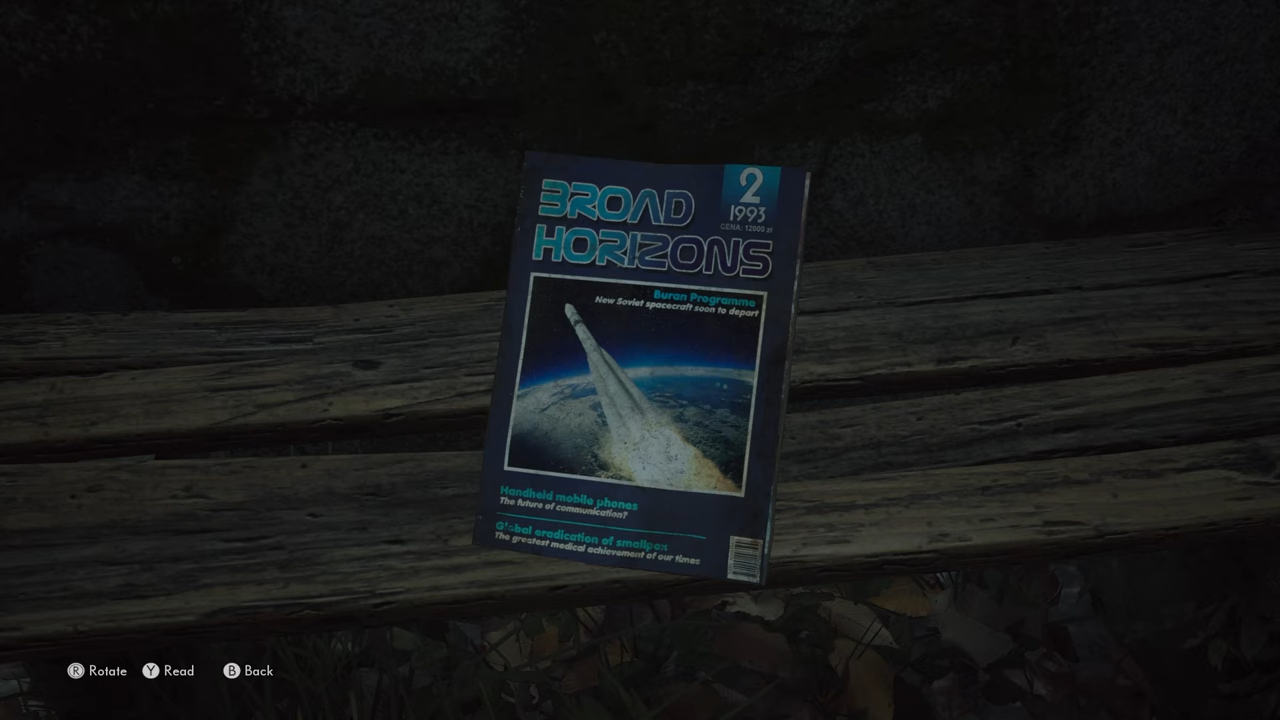 2
BROAD
1993
CENA: 12000 zł
HORIZONS
Buran Programme
New Soviet spacecraft soon to depart
Handheld mobile phones
The future of communication?
Global eradication of smallpox
The greatest medical achievement of our times
R Rotate Y Read B Back